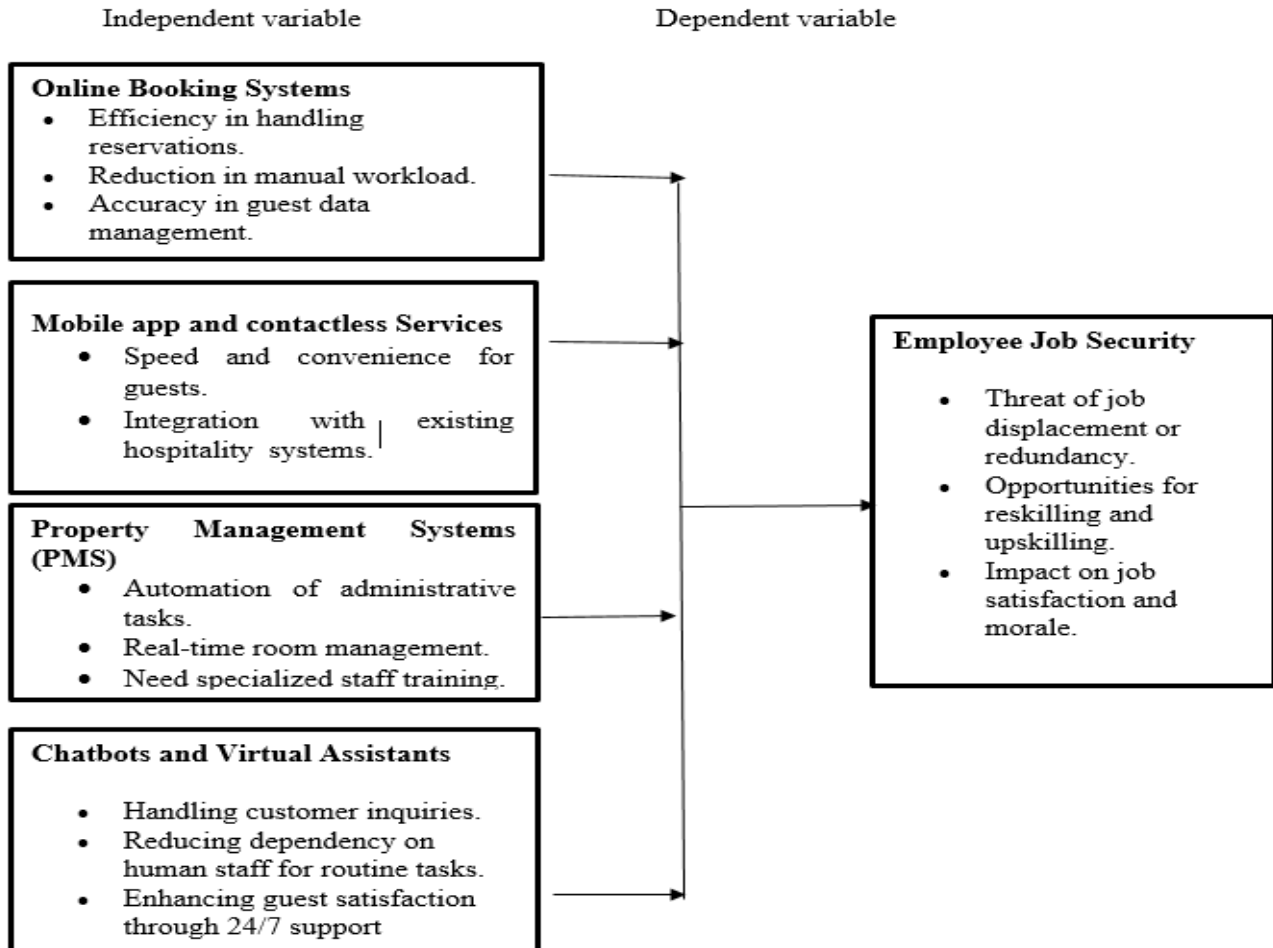 Independent variable
Dependent variable
Online Booking Systems
• Efficiency in handling
reservations.
• Reduction in manual workload.
• Accuracy in guest data
management.
Mobile app and contactless Services
• Speed and convenience for
guests.
• Integration with existing
hospitality systems.
Property Management Systems
(PMS)
• Automation of administrative
tasks.
• Real-time room management.
• Need specialized staff training.
Chatbots and Virtual Assistants
• Handling customer inquiries.
• Reducing dependency on
human staff for routine tasks.
• Enhancing guest satisfaction
through 24/7 support
Employee Job Security
• Threat of job
displacement or
redundancy.
• Opportunities for
reskilling and
upskilling.
• Impact on job
satisfaction and
morale.